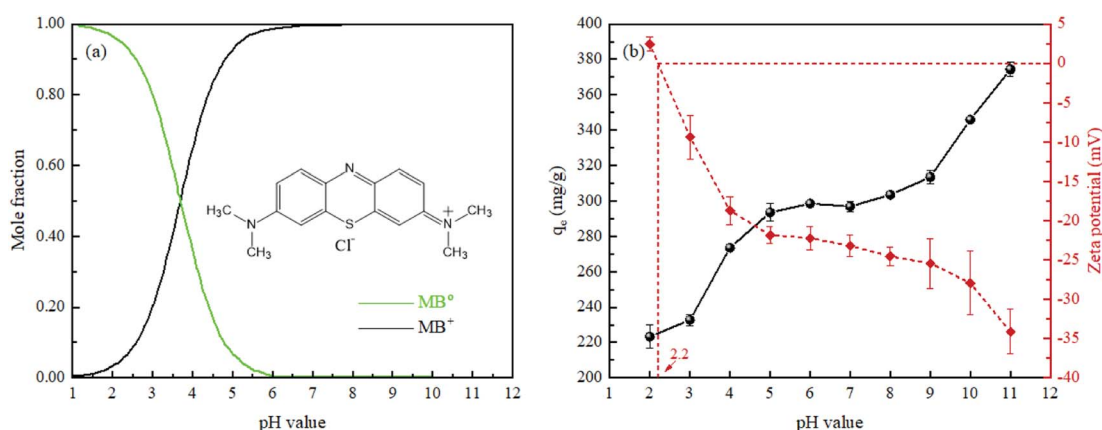 (a)
Mole fraction
1.00
0.80
0.60
0.40
0.20
0.00
1 2 3 4 5 6 7 8 9 10 11 12
pH value
N
H₃C
N
CH₃
S
N
+
CH₃
CH₃
Cl⁻
MB⁰
MB⁺
(b)
qₑ (mg/g)
400
380
360
340
320
300
280
260
240
220
200
1 2 3 4 5 6 7 8 9 10 11 12
pH value
2.2
5
0
-5
-10
-15
-20
-25
-30
-35
-40
Zeta potential (mV)